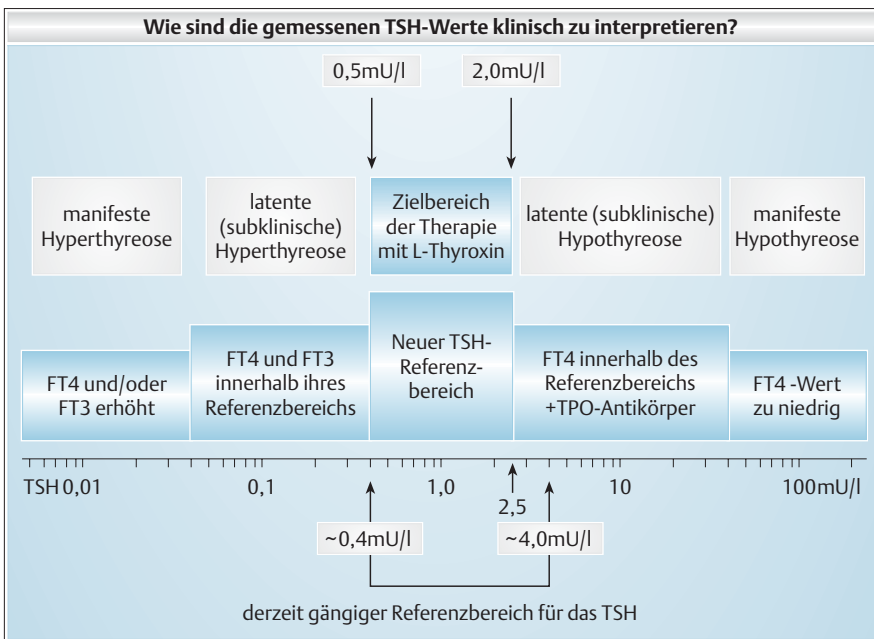 Wie sind die gemessenen TSH-Werte klinisch zu interpretieren?
0,5mU/l
2,0mU/l
manifeste
Hyperthyreose
latente
(subklinische)
Hyperthyreose
Zielbereich
der Therapie
mit L-Thyroxin
latente (subklinische)
Hypothyreose
manifeste
Hypothyreose
FT4 und/oder
FT3 erhöht
FT4 und FT3
innerhalb ihres
Referenzbereichs
Neuer TSH-
Referenz-
bereich
FT4 innerhalb des
Referenzbereichs
+TPO-Antikörper
FT4 -Wert
zu niedrig
TSH 0,01
0,1
1,0
10
100mU/l
2,5
~0,4mU/l
~4,0mU/l
derzeit gängiger Referenzbereich für das TSH